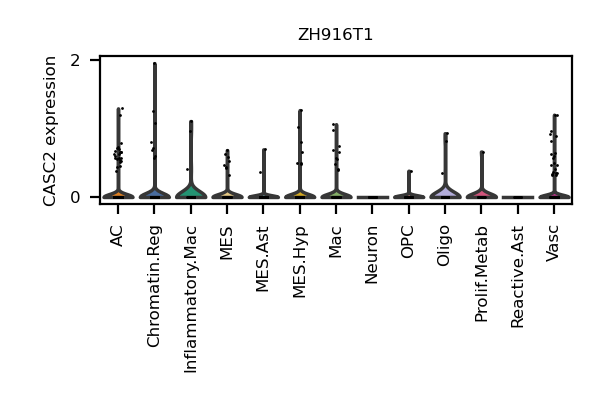 ZH916T1
CASC2 expression
2
0
AC
Chromatin.Reg
Inflammatory.Mac
MES
MES.Ast
MES.Hyp
Mac
Neuron
OPC
Oligo
Prolif.Metab
Reactive.Ast
Vasc